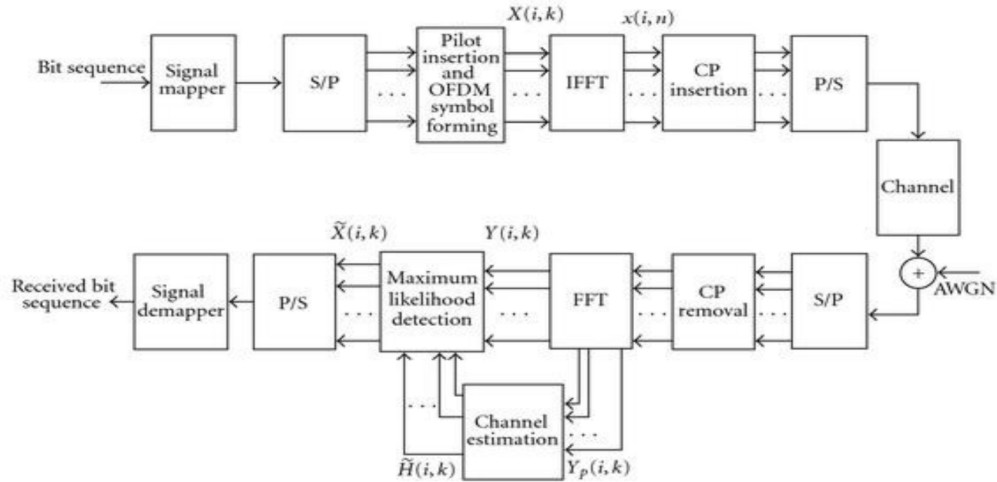 X(i, k)
x(i, n)
Bit sequence
Signal
mapper
S/P
Pilot
insertion
and
OFDM
symbol
forming
IFFT
CP
insertion
P/S
Channel
+
AWGN
S/P
CP
removal
FFT
Y(i, k)
Maximum
likelihood
detection
X̃(i, k)
P/S
Signal
demapper
Received bit
sequence
Channel
estimation
H̃(i, k)
Yₚ(i, k)